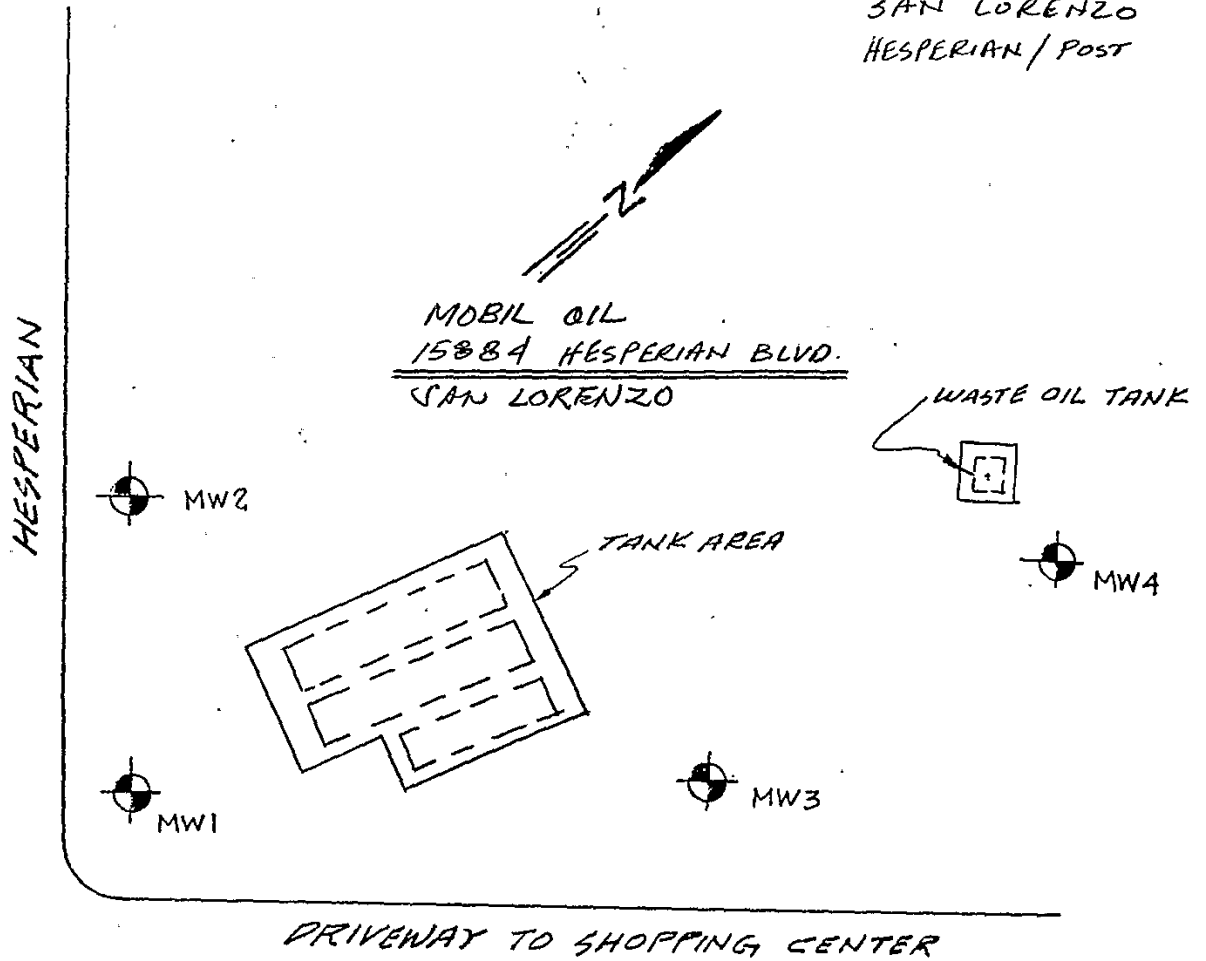 SAN LORENZO
HESPERIAN / POST
N
MOBIL OIL
15884 HESPERIAN BLVD.
SAN LORENZO
HESPERIAN
WASTE OIL TANK
MW2
TANK AREA
MW4
MW3
MW1
DRIVEWAY TO SHOPPING CENTER